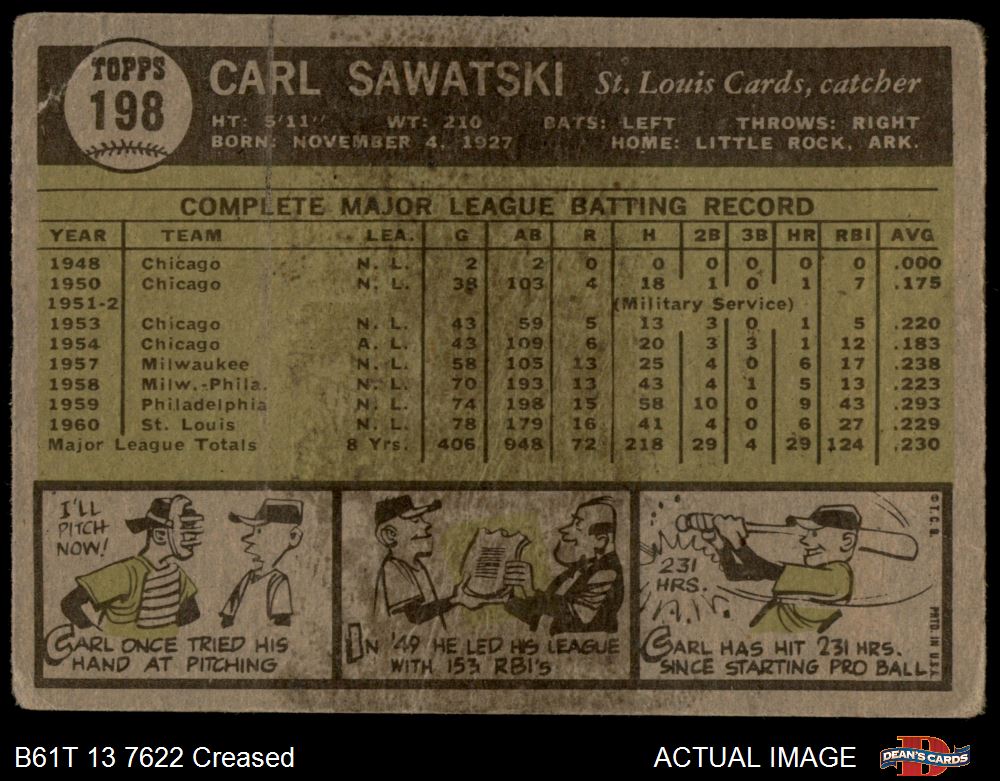 TOPPS
198
CARL SAWATSKI St. Louis Cards, catcher
HT: 5'11" WT: 210 BATS: LEFT THROWS: RIGHT
BORN: NOVEMBER 4, 1927 HOME: LITTLE ROCK, ARK.
COMPLETE MAJOR LEAGUE BATTING RECORD
YEAR TEAM LEA. G AB R H 2B 3B HR RBI AVG
1948 Chicago N. L. 2 2 0 0 0 0 0 0 .000
1950 Chicago N. L. 38 103 4 18 1 0 1 7 .175
1951-2 (Military Service)
1953 Chicago N. L. 43 59 5 13 3 0 1 5 .220
1954 Chicago A. L. 43 109 6 20 3 3 1 12 .183
1957 Milwaukee N. L. 58 105 13 25 4 0 6 17 .238
1958 Milw.-Phila. N. L. 70 193 13 43 4 1 5 13 .223
1959 Philadelphia N. L. 74 198 15 58 10 0 9 43 .293
1960 St. Louis N. L. 78 179 16 41 4 0 6 27 .229
Major League Totals 8 Yrs. 406 948 72 218 29 4 29 124 .230
I'LL
PITCH
NOW!
CARL ONCE TRIED HIS
HAND AT PITCHING
IN '49 HE LED HIS LEAGUE
WITH 153 RBI's
231
HRS.
CARL HAS HIT 231 HRS.
SINCE STARTING PRO BALL
© T. C. G.
PRTD. IN U.S.A.
B61T 13 7622 Creased
ACTUAL IMAGE
DEAN'S CARDS